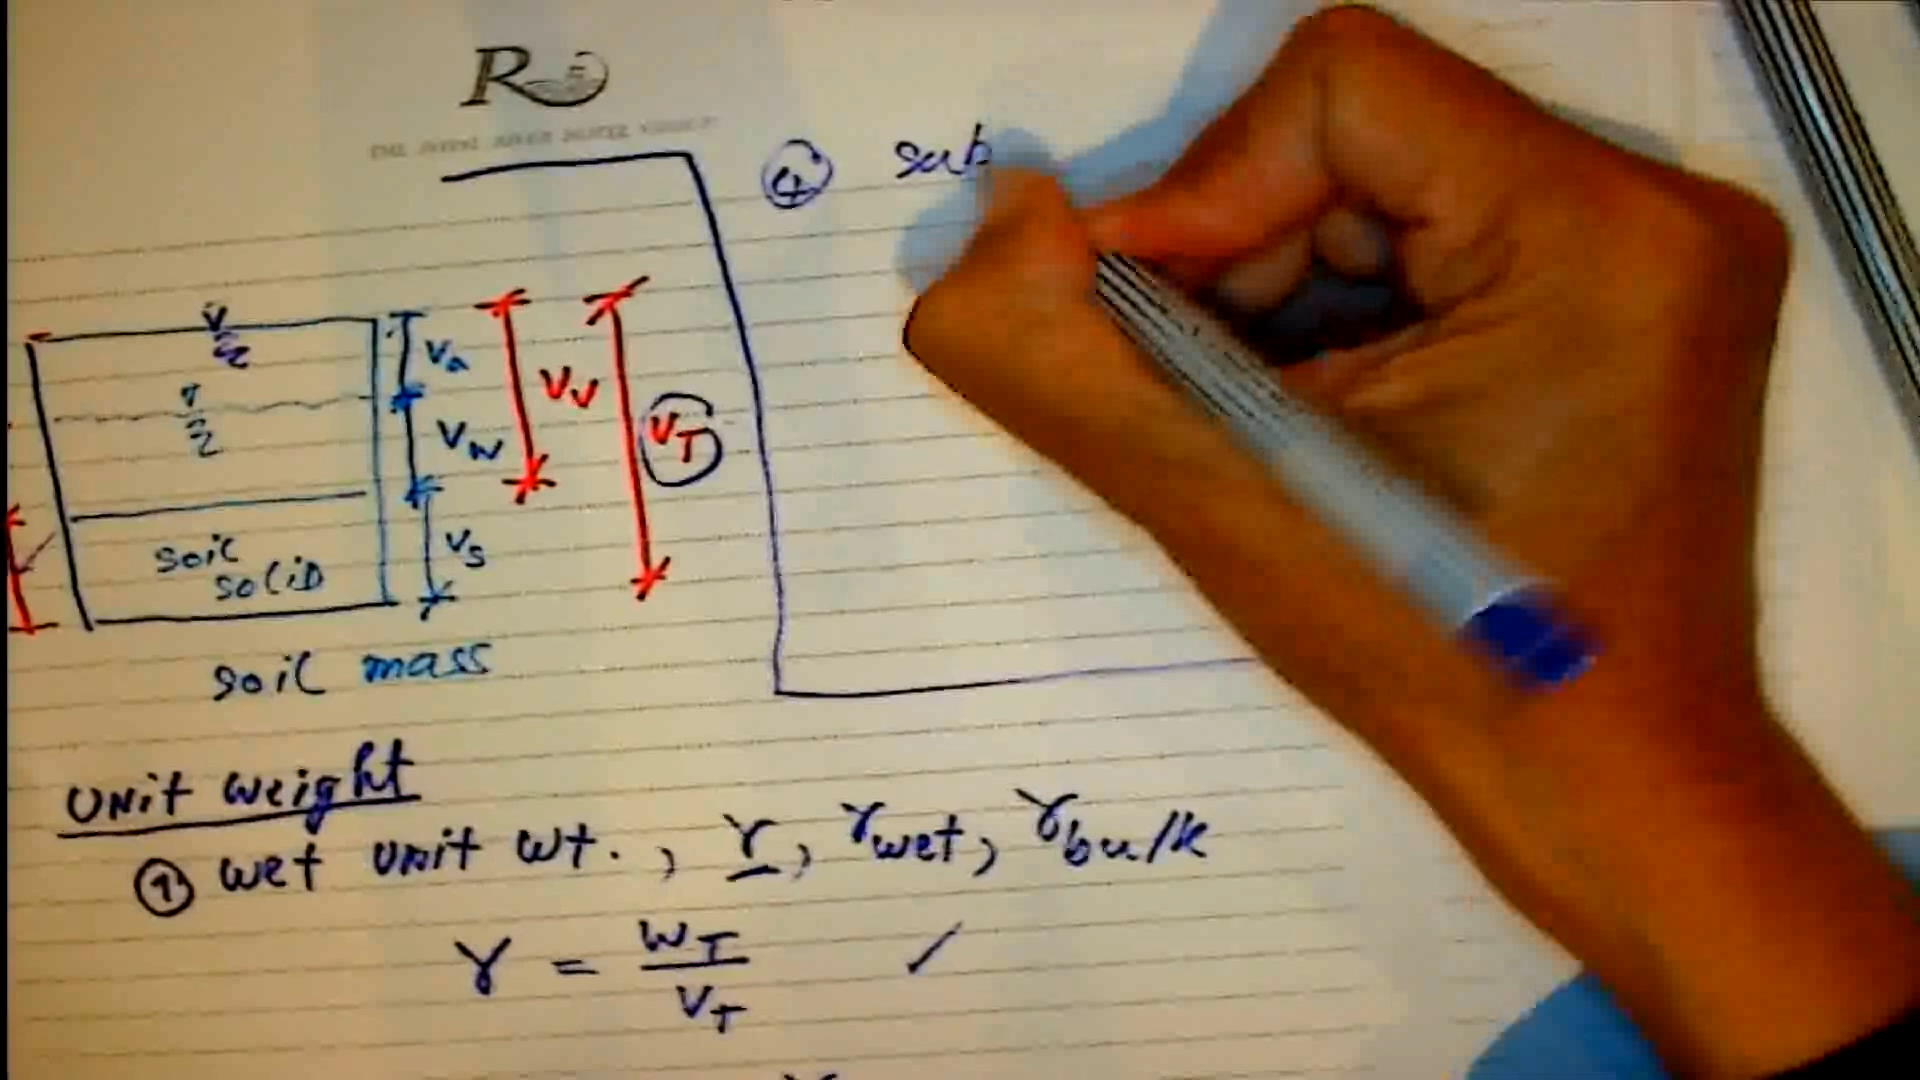 R
④ sub
V
Va
V
Vw
Vv
VT
soil
solid
Vs
soil mass
Unit weight
① wet unit wt. , γ, γwet, γbulk
γ = WT / VT ✓